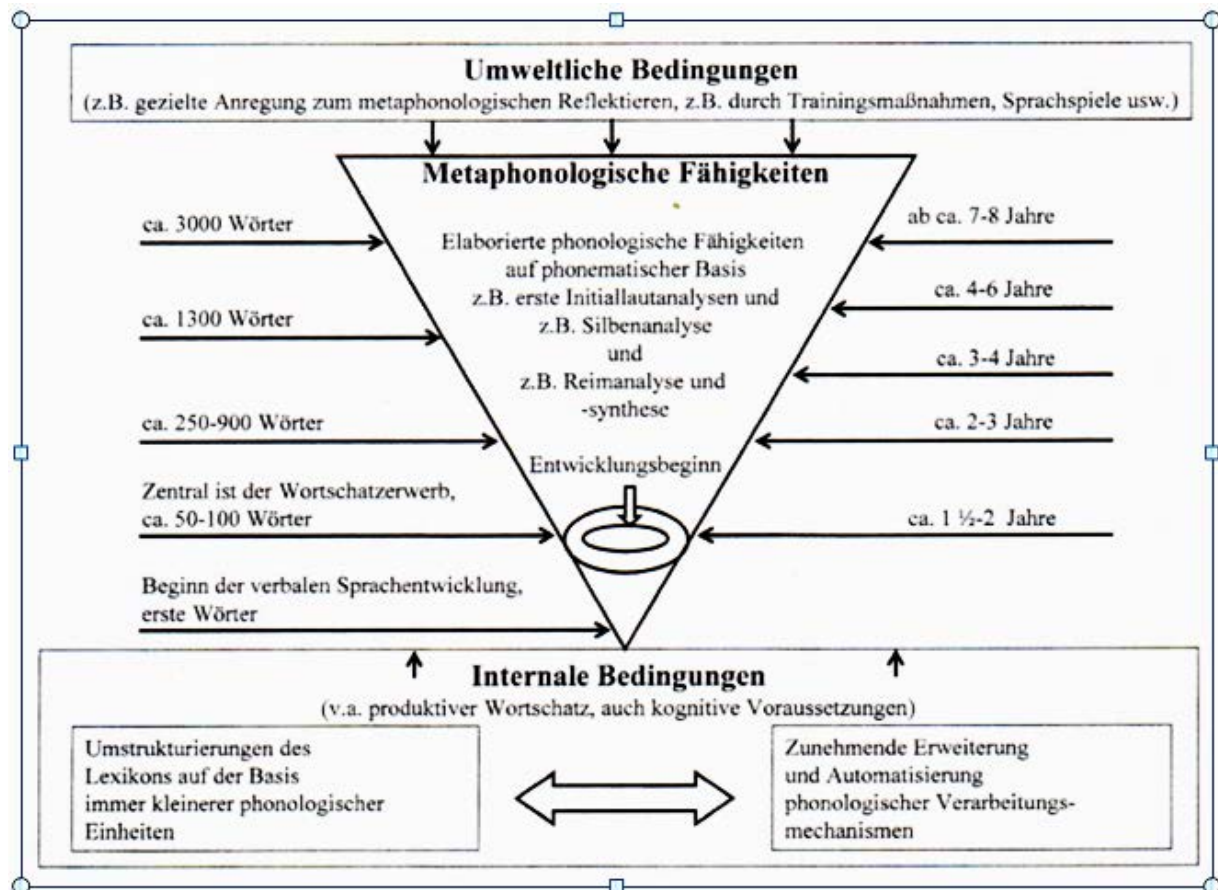 Umweltliche Bedingungen
(z.B. gezielte Anregung zum metaphonologischen Reflektieren, z.B. durch Trainingsmaßnahmen, Sprachspiele usw.)
Metaphonologische Fähigkeiten
ca. 3000 Wörter
ab ca. 7-8 Jahre
Elaborierte phonologische Fähigkeiten
auf phonematischer Basis
z.B. erste Initiallautanalysen und
z.B. Silbenanalyse
und
z.B. Reimanalyse und
-synthese
ca. 4-6 Jahre
ca. 1300 Wörter
ca. 3-4 Jahre
ca. 250-900 Wörter
ca. 2-3 Jahre
Entwicklungsbeginn
Zentral ist der Wortschatzerwerb,
ca. 50-100 Wörter
ca. 1 ½-2 Jahre
Beginn der verbalen Sprachentwicklung,
erste Wörter
Internale Bedingungen
(v.a. produktiver Wortschatz, auch kognitive Voraussetzungen)
Umstrukturierungen des
Lexikons auf der Basis
immer kleinerer phonologischer
Einheiten
Zunehmende Erweiterung
und Automatisierung
phonologischer Verarbeitungs-
mechanismen